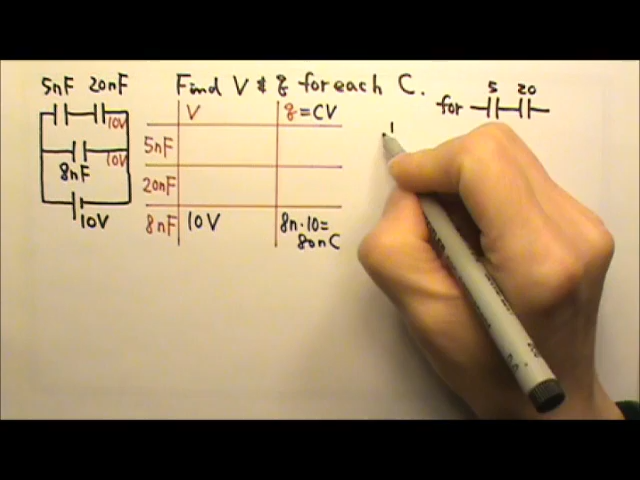 5nF 20nF
10V
10V
8nF
10V
Find V & q for each C.
V q = CV
5nF
20nF
8nF 10V 8n·10=
80nC
for 5 20
1